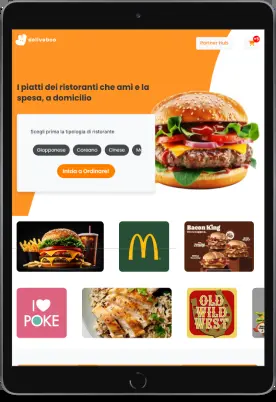 deliveboo
Partner Hub
I piatti dei ristoranti che ami e la
spesa, a domicilio
Scegli prima la tipologia di ristorante
Giapponese
Coreano
Cinese
Inizia a Ordinare!
Bacon King
I
POKE
OLD
WILD
WEST